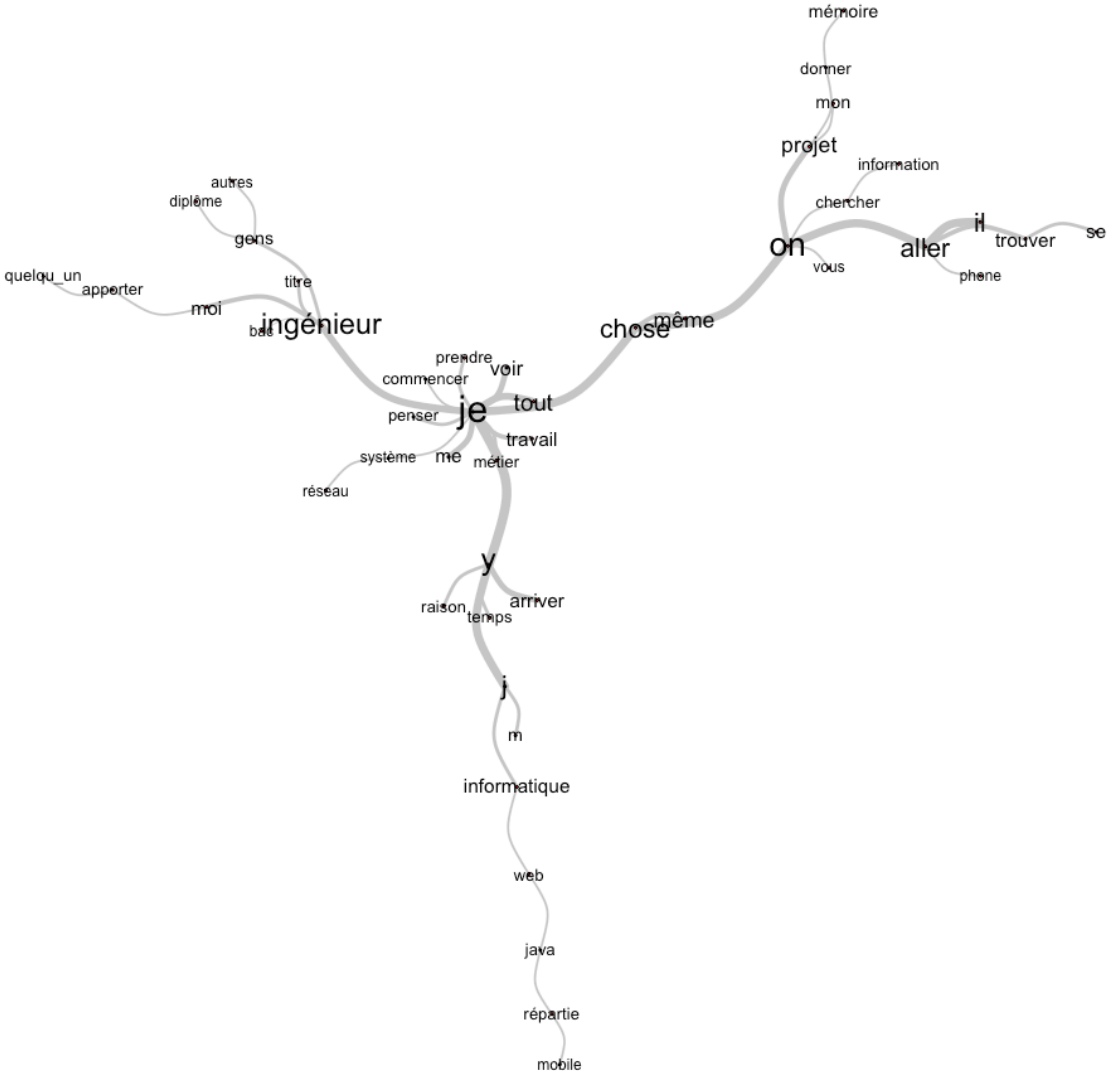 mémoire
donner
mon
projet
information
autres
diplôme
chercher
il
se
gens
trouver
on
aller
vous
quelqu_un
phone
titre
apporter
moi
même
ingénieur
chose
bac
prendre
voir
commencer
tout
je
penser
travail
me
système
métier
réseau
y
arriver
raison
temps
j
m
informatique
web
java
répartie
mobile